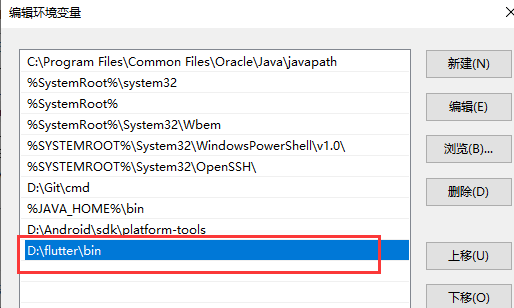 编辑环境变量
C:\Program Files\Common Files\Oracle\Java\javapath
%SystemRoot%\system32
%SystemRoot%
%SystemRoot%\System32\Wbem
%SYSTEMROOT%\System32\WindowsPowerShell\v1.0\
%SYSTEMROOT%\System32\OpenSSH\
D:\Git\cmd
%JAVA_HOME%\bin
D:\Android\sdk\platform-tools
D:\flutter\bin
新建(N)
编辑(E)
浏览(B)...
删除(D)
上移(U)
下移(O)